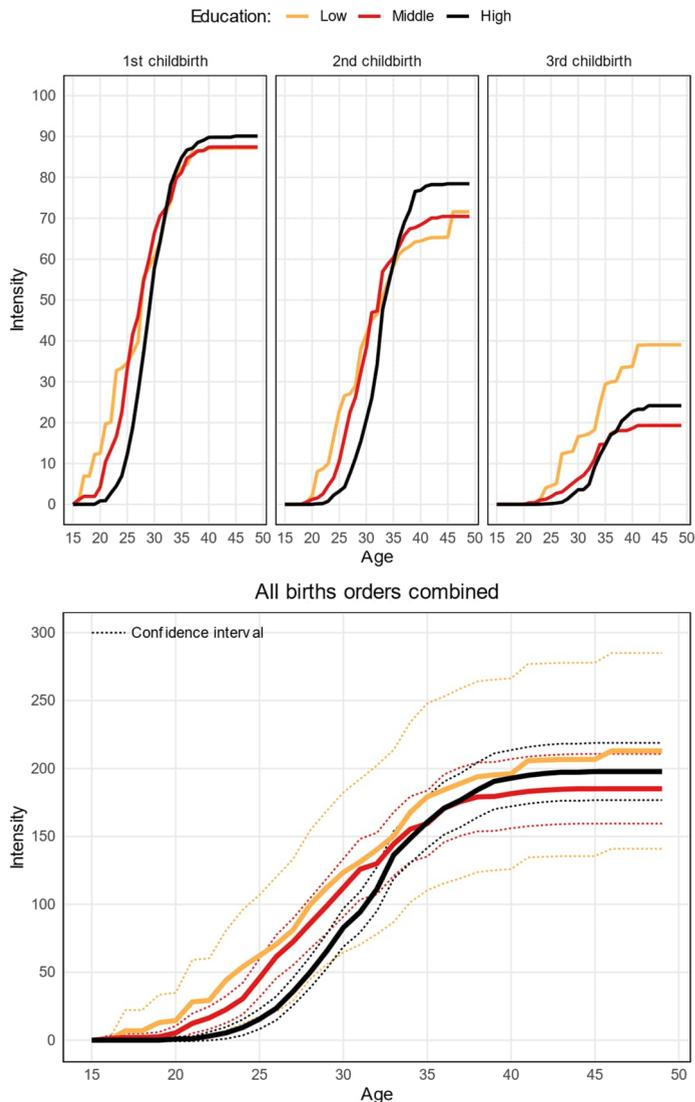 Education: Low Middle High
1st childbirth 2nd childbirth 3rd childbirth
100
90
80
70
60
50
40
30
20
10
0
Intensity
15 20 25 30 35 40 45 50 15 20 25 30 35 40 45 50 15 20 25 30 35 40 45 50
Age
All births orders combined
Confidence interval
300
250
200
150
100
50
0
Intensity
15 20 25 30 35 40 45 50
Age